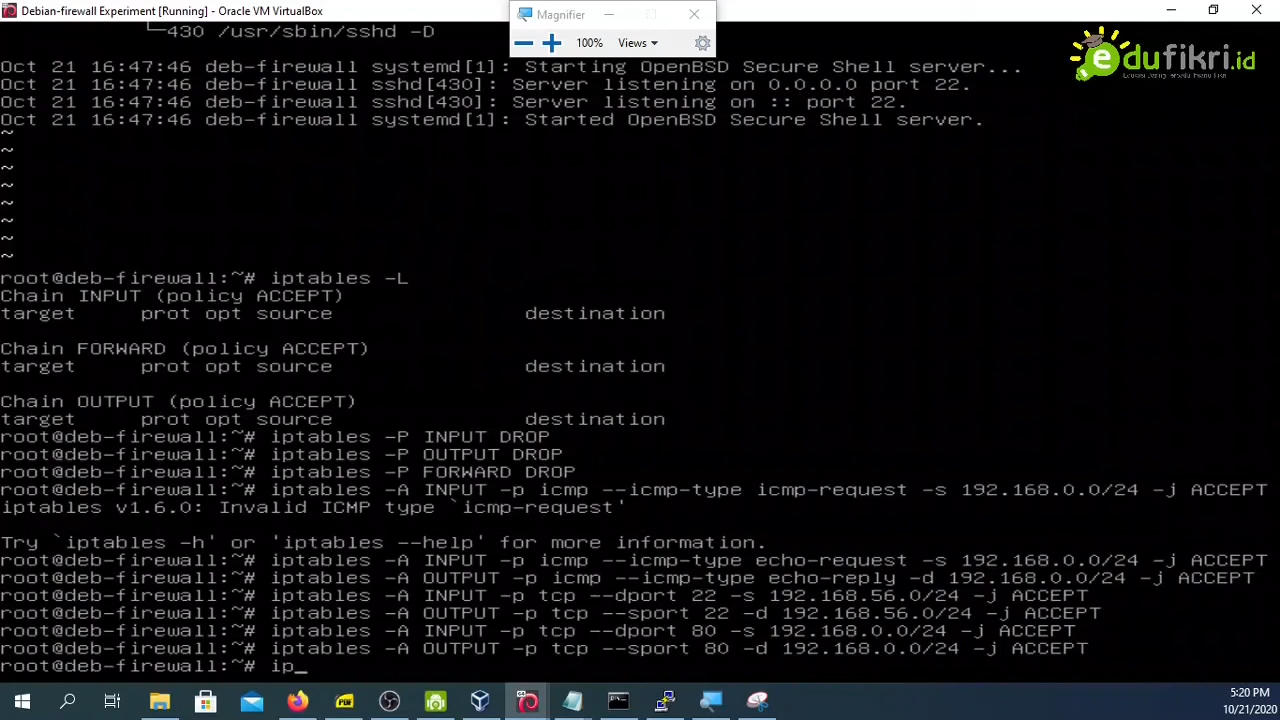 Debian-firewall Experiment [Running] - Oracle VM VirtualBox
Magnifier
100% Views
edufikri.id
└─430 /usr/sbin/sshd -D
Oct 21 16:47:46 deb-firewall systemd[1]: Starting OpenBSD Secure Shell server...
Oct 21 16:47:46 deb-firewall sshd[430]: Server listening on 0.0.0.0 port 22.
Oct 21 16:47:46 deb-firewall sshd[430]: Server listening on :: port 22.
Oct 21 16:47:46 deb-firewall systemd[1]: Started OpenBSD Secure Shell server.
~
~
~
~
~
~
~
~
root@deb-firewall:~# iptables -L
Chain INPUT (policy ACCEPT)
target prot opt source destination
Chain FORWARD (policy ACCEPT)
target prot opt source destination
Chain OUTPUT (policy ACCEPT)
target prot opt source destination
root@deb-firewall:~# iptables -P INPUT DROP
root@deb-firewall:~# iptables -P OUTPUT DROP
root@deb-firewall:~# iptables -P FORWARD DROP
root@deb-firewall:~# iptables -A INPUT -p icmp --icmp-type icmp-request -s 192.168.0.0/24 -j ACCEPT
iptables v1.6.0: Invalid ICMP type `icmp-request'
Try `iptables -h' or 'iptables --help' for more information.
root@deb-firewall:~# iptables -A INPUT -p icmp --icmp-type echo-request -s 192.168.0.0/24 -j ACCEPT
root@deb-firewall:~# iptables -A OUTPUT -p icmp --icmp-type echo-reply -d 192.168.0.0/24 -j ACCEPT
root@deb-firewall:~# iptables -A INPUT -p tcp --dport 22 -s 192.168.56.0/24 -j ACCEPT
root@deb-firewall:~# iptables -A OUTPUT -p tcp --sport 22 -d 192.168.56.0/24 -j ACCEPT
root@deb-firewall:~# iptables -A INPUT -p tcp --dport 80 -s 192.168.0.0/24 -j ACCEPT
root@deb-firewall:~# iptables -A OUTPUT -p tcp --sport 80 -d 192.168.0.0/24 -j ACCEPT
root@deb-firewall:~# ip_
5:20 PM
10/21/2020